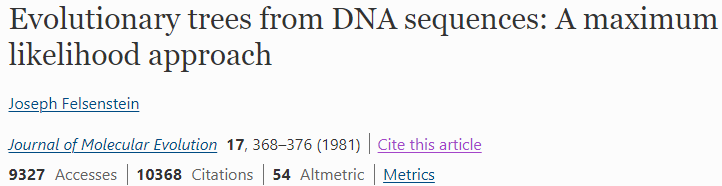 Evolutionary trees from DNA sequences: A maximum
likelihood approach
Joseph Felsenstein
Journal of Molecular Evolution 17, 368–376 (1981) | Cite this article
9327 Accesses | 10368 Citations | 54 Altmetric | Metrics